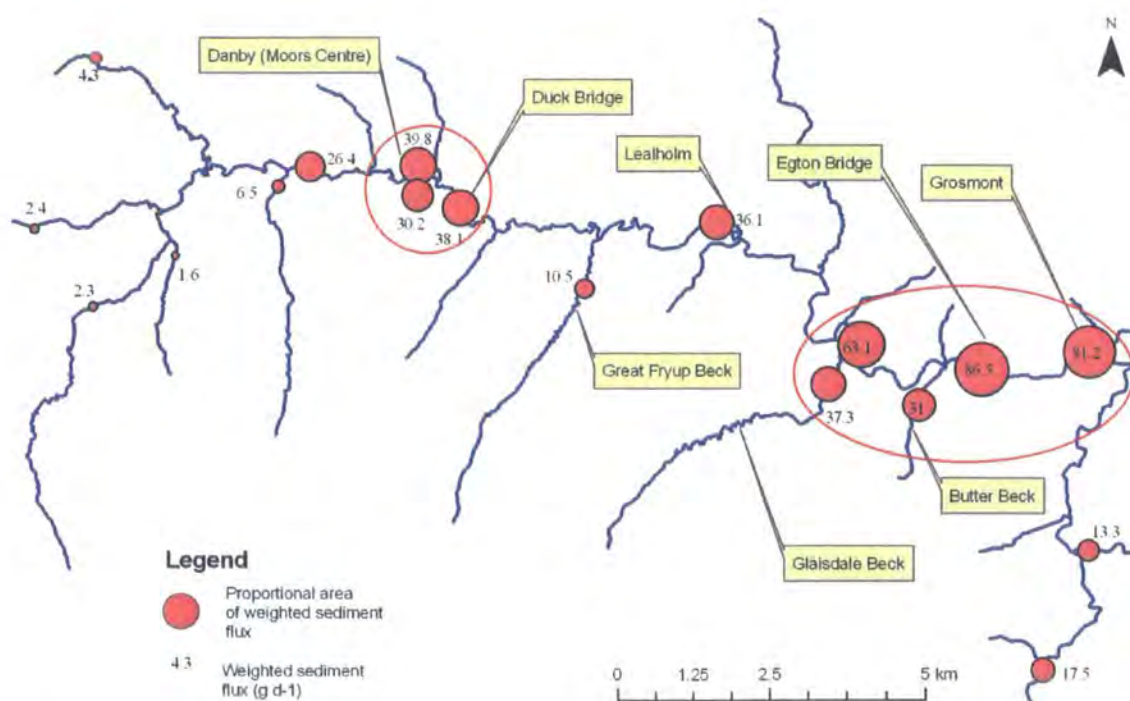 N
Danby (Moors Centre)
4.3
Duck Bridge
Lealholm
Egton Bridge
Grosmont
39.8
26.4
6.5
30.2
38.1
36.1
2.4
1.6
2.3
10.5
63.1
86.5
81.2
37.3
31
Great Fryup Beck
Butter Beck
Glaisdale Beck
13.3
17.5
Legend
Proportional area
of weighted sediment
flux
4.3 Weighted sediment
flux (g d-1)
0 1.25 2.5 5 km